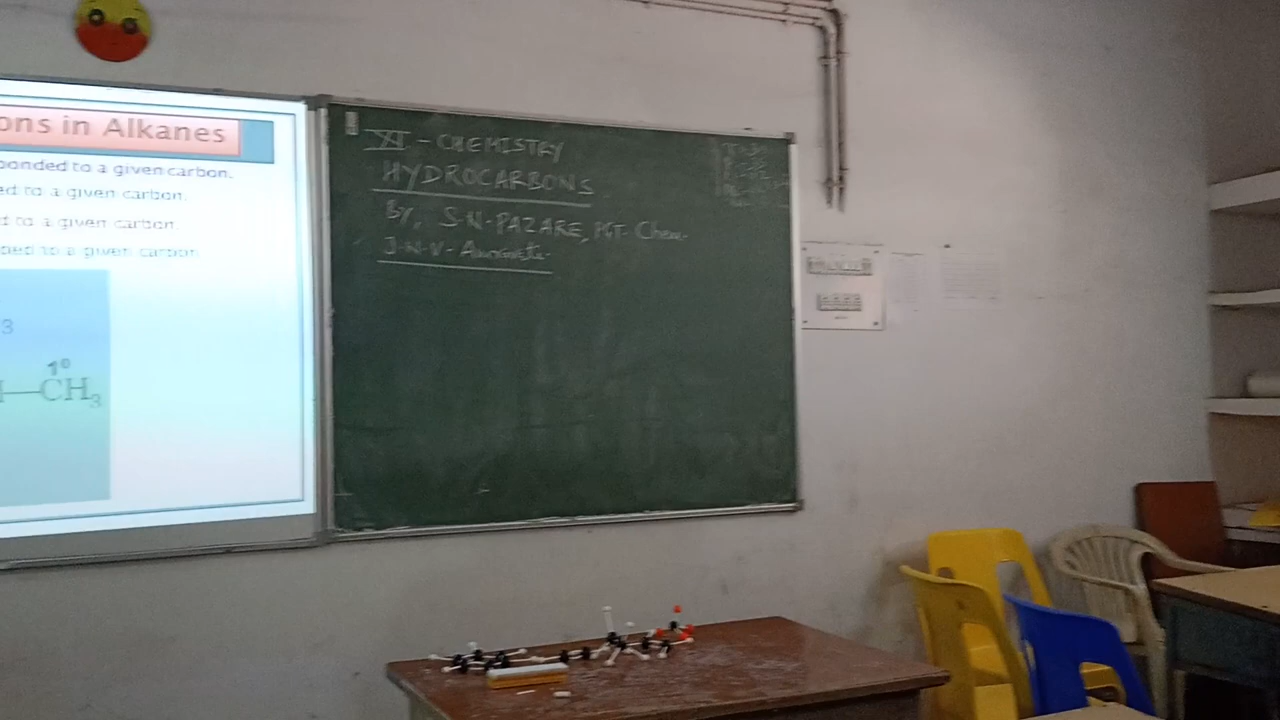 ons in Alkanes
bonded to a given carbon.
ed to a given carbon.
d to a given carbon.
to a given carbon
3
1°
—CH3
XI - CHEMISTRY
HYDROCARBONS
By, S.N. PAZARE, PGT. Chem.
J.N.V.